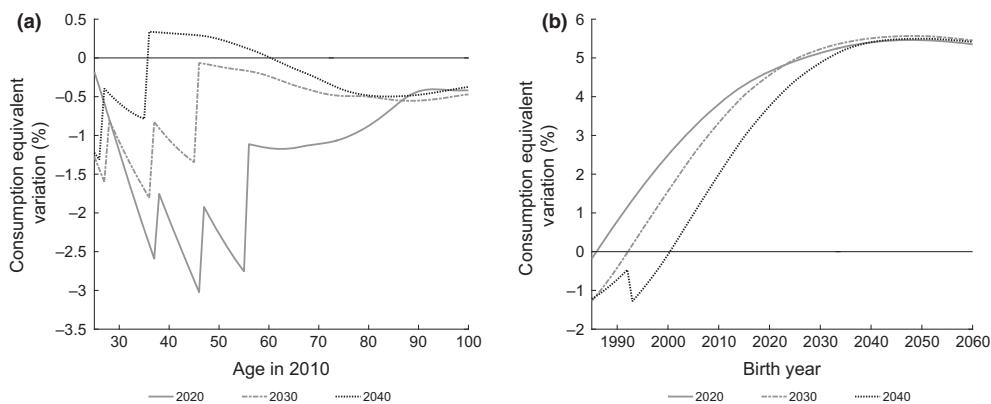 (a)
0.5
0
–0.5
–1
–1.5
–2
–2.5
–3
–3.5
Consumption equivalent
variation (%)
30 40 50 60 70 80 90 100
Age in 2010
2020 2030 2040
(b)
6
5
4
3
2
1
0
–1
–2
Consumption equivalent
variation (%)
1990 2000 2010 2020 2030 2040 2050 2060
Birth year
2020 2030 2040